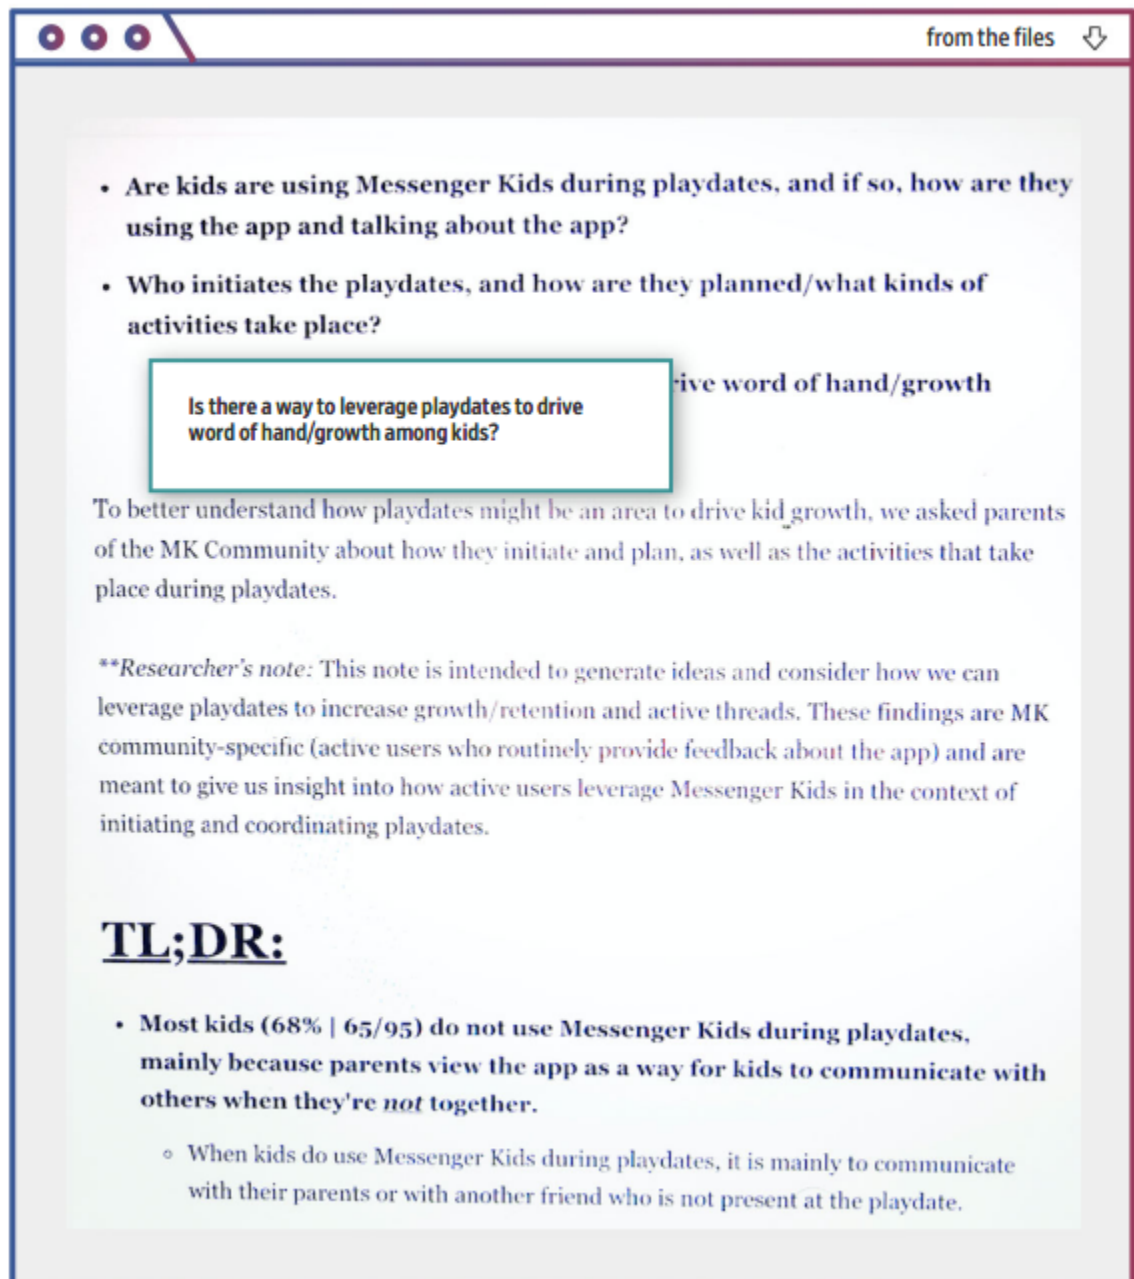 from the files
• Are kids are using Messenger Kids during playdates, and if so, how are they
using the app and talking about the app?
• Who initiates the playdates, and how are they planned/what kinds of
activities take place?
rive word of hand/growth
Is there a way to leverage playdates to drive
word of hand/growth among kids?
To better understand how playdates might be an area to drive kid growth, we asked parents
of the MK Community about how they initiate and plan, as well as the activities that take
place during playdates.
**Researcher's note: This note is intended to generate ideas and consider how we can
leverage playdates to increase growth/retention and active threads. These findings are MK
community-specific (active users who routinely provide feedback about the app) and are
meant to give us insight into how active users leverage Messenger Kids in the context of
initiating and coordinating playdates.
TL;DR:
• Most kids (68% | 65/95) do not use Messenger Kids during playdates,
mainly because parents view the app as a way for kids to communicate with
others when they're not together.
◦ When kids do use Messenger Kids during playdates, it is mainly to communicate
with their parents or with another friend who is not present at the playdate.